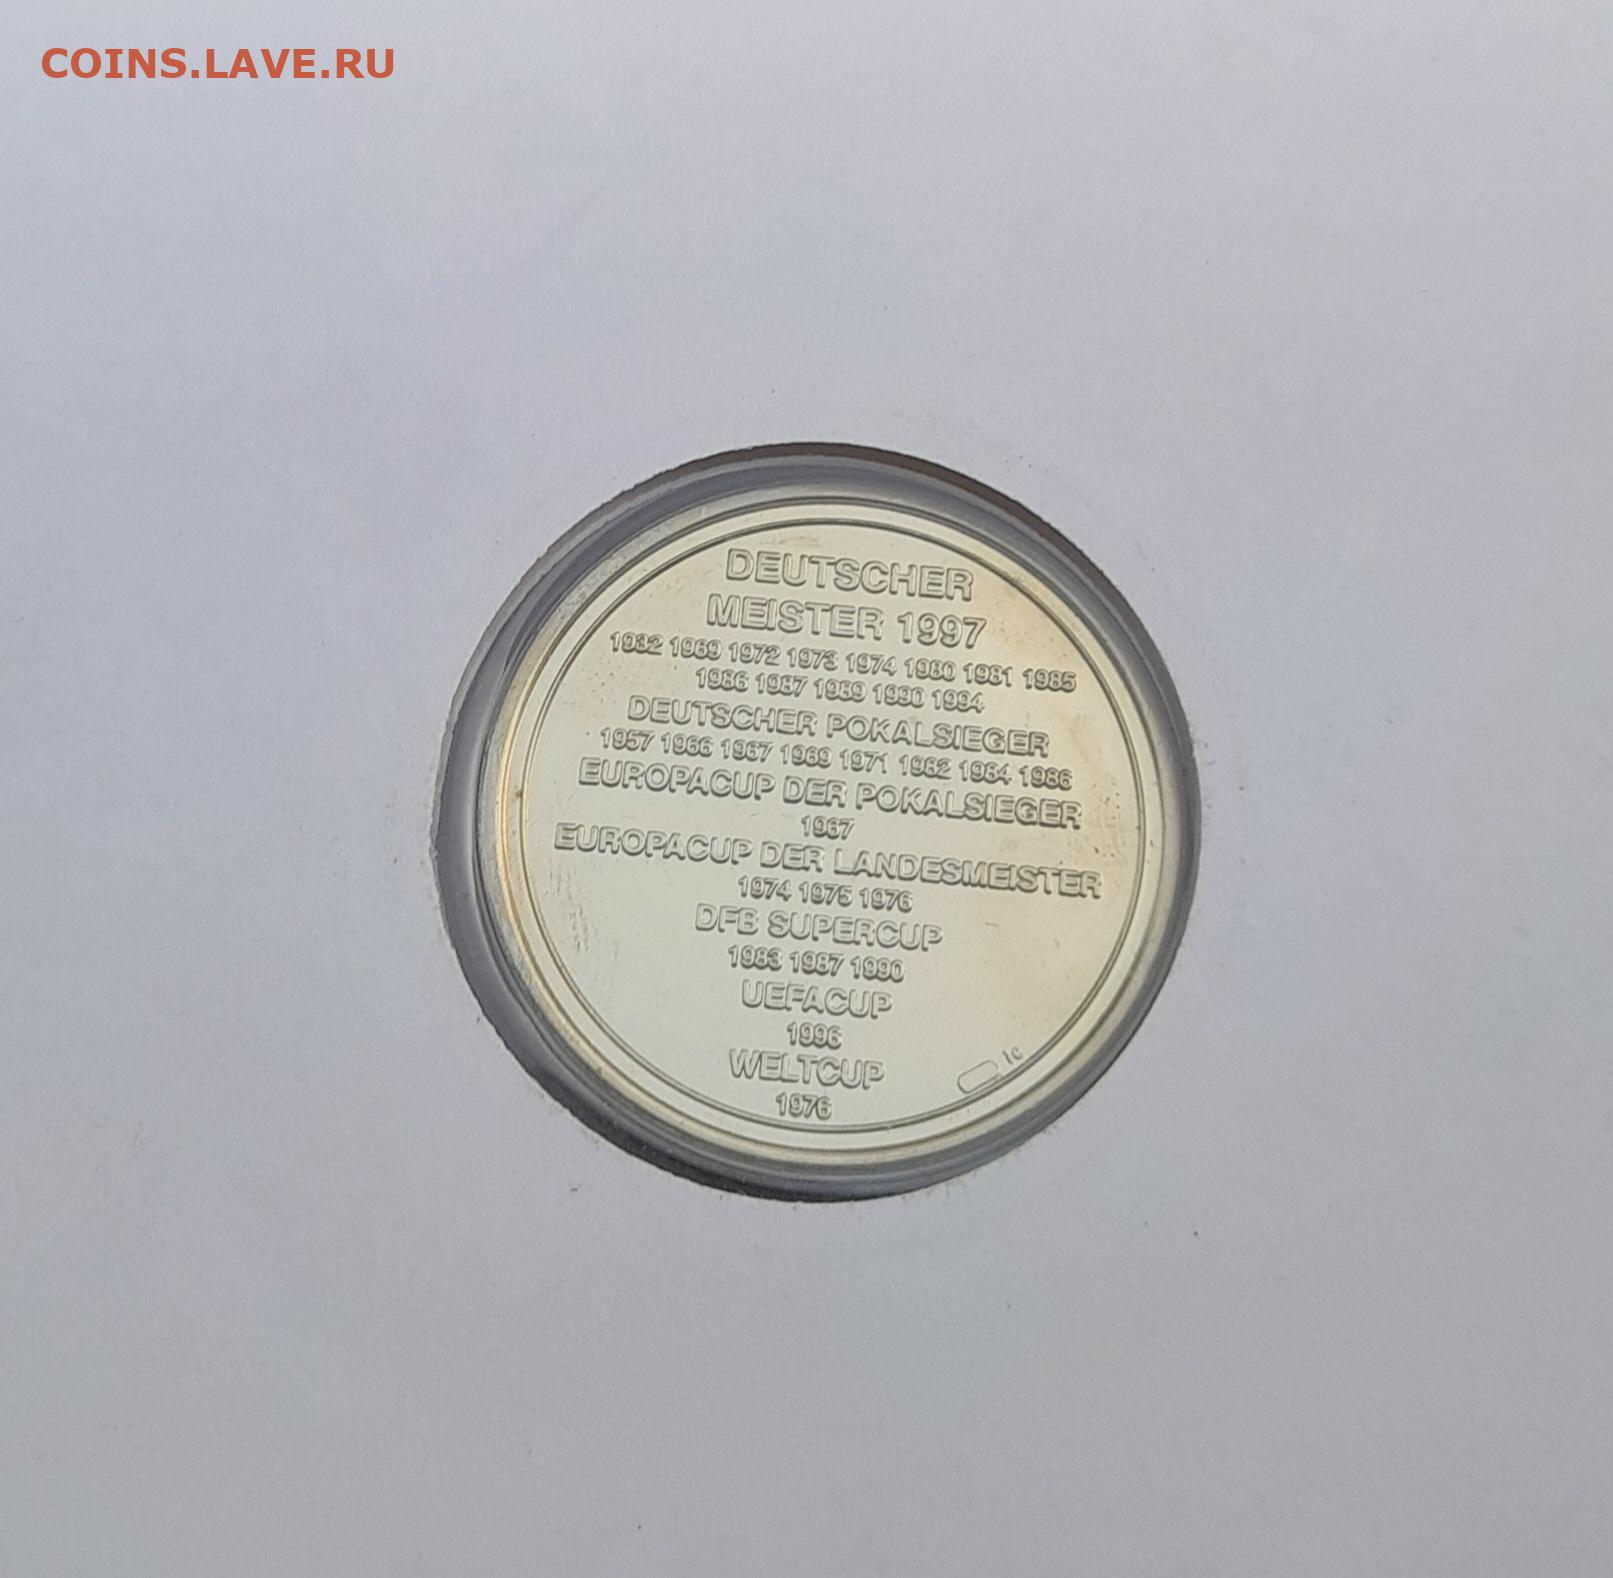 COINS.LAVE.RU
DEUTSCHER
MEISTER 1997
1932 1969 1972 1973 1974 1980 1981 1985
1986 1987 1989 1990 1994
DEUTSCHER POKALSIEGER
1957 1966 1967 1969 1971 1982 1984 1986
EUROPACUP DER POKALSIEGER
1967
EUROPACUP DER LANDESMEISTER
1974 1975 1976
DFB SUPERCUP
1983 1987 1990
UEFACUP
1996
WELTCUP
1976
tc